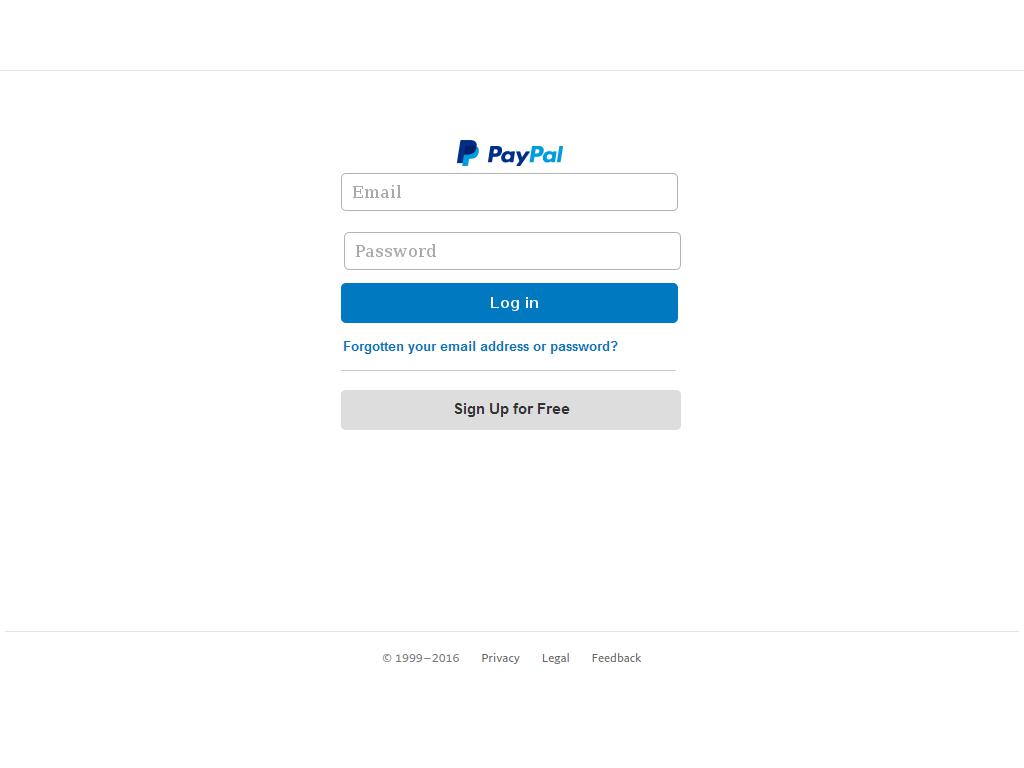 PayPal
Email
Password
Log in
Forgotten your email address or password?
Sign Up for Free
© 1999–2016 Privacy Legal Feedback